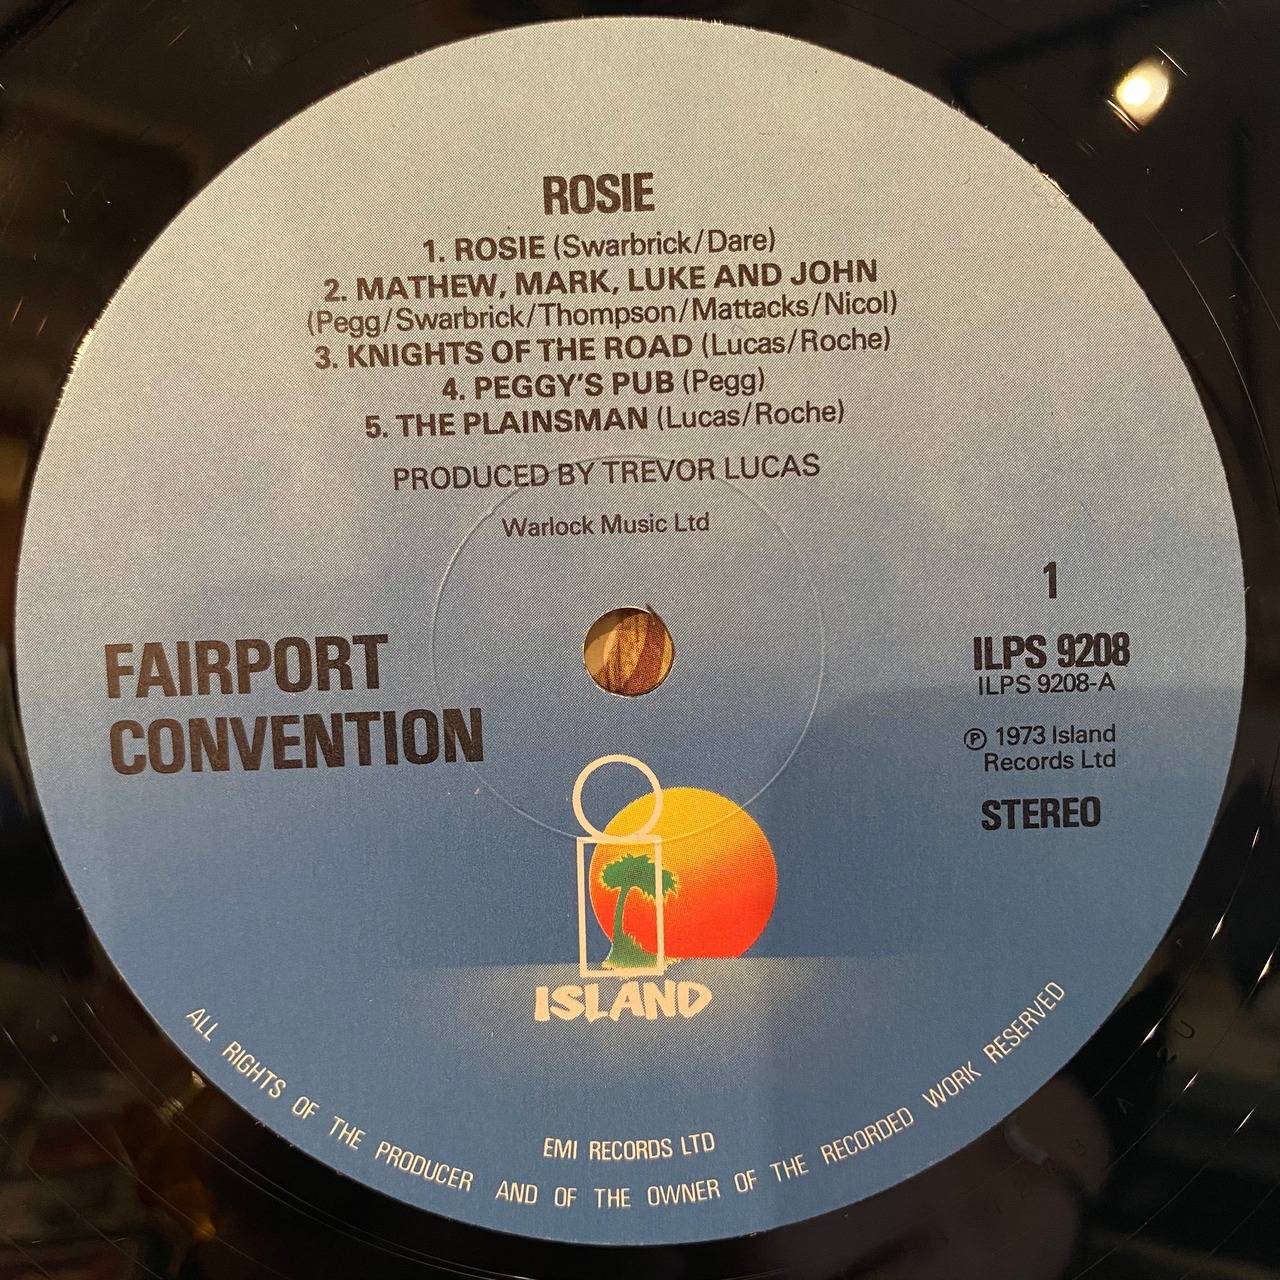 ROSIE
1. ROSIE (Swarbrick/Dare)
2. MATHEW, MARK, LUKE AND JOHN
(Pegg/Swarbrick/Thompson/Mattacks/Nicol)
3. KNIGHTS OF THE ROAD (Lucas/Roche)
4. PEGGY'S PUB (Pegg)
5. THE PLAINSMAN (Lucas/Roche)
PRODUCED BY TREVOR LUCAS
Warlock Music Ltd
FAIRPORT
CONVENTION
1
ILPS 9208
ILPS 9208-A
Ⓟ 1973 Island
Records Ltd
STEREO
ISLAND
EMI RECORDS LTD
ALL RIGHTS OF THE PRODUCER AND OF THE OWNER OF THE RECORDED WORK RESERVED